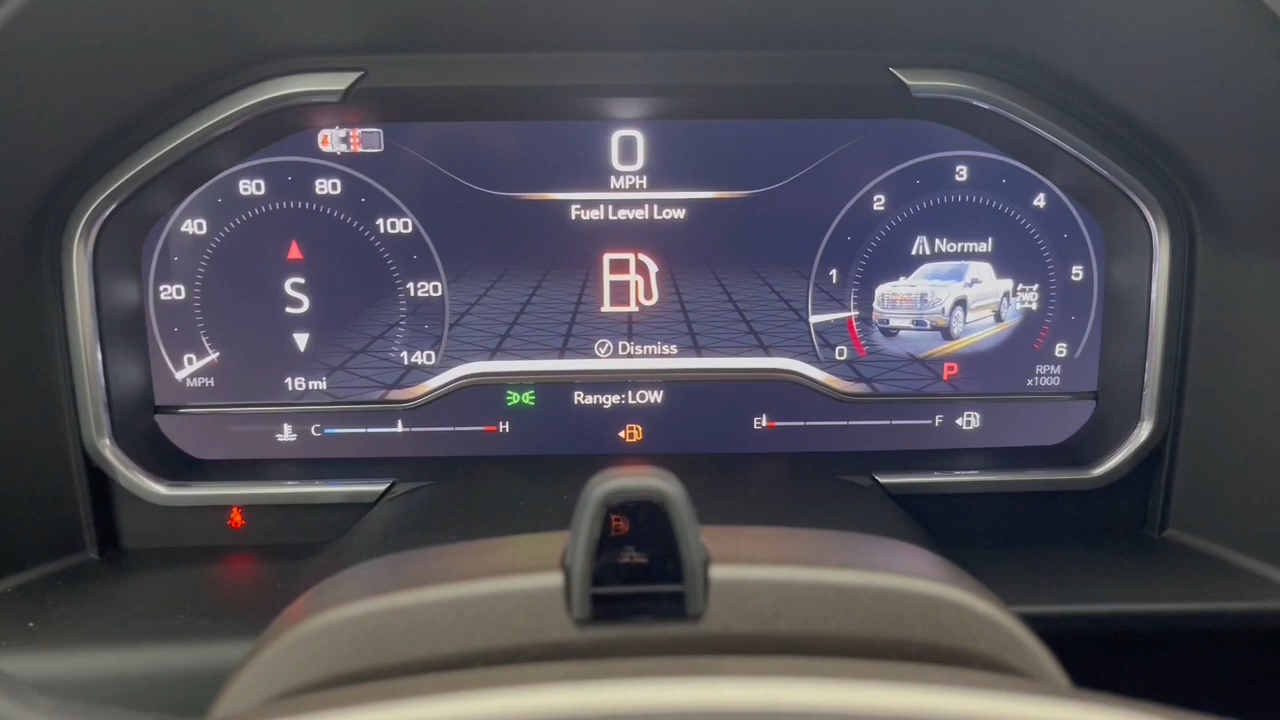 0
MPH
Fuel Level Low
Dismiss
0
20
40
60
80
100
120
140
MPH
S
16 mi
0
1
2
3
4
5
6
RPM
x1000
Normal
2WD
P
Range: LOW
C
H
E
F